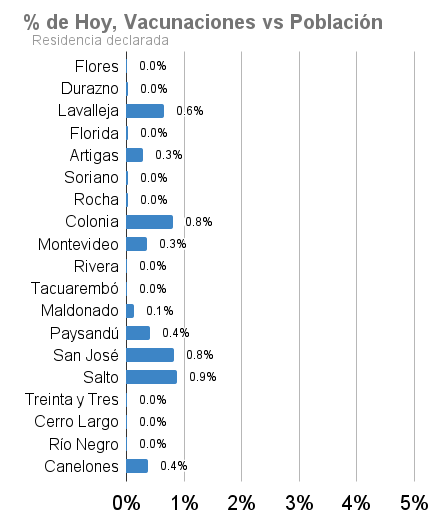 % de Hoy, Vacunaciones vs Población
Residencia declarada
Flores 0.0%
Durazno 0.0%
Lavalleja 0.6%
Florida 0.0%
Artigas 0.3%
Soriano 0.0%
Rocha 0.0%
Colonia 0.8%
Montevideo 0.3%
Rivera 0.0%
Tacuarembó 0.0%
Maldonado 0.1%
Paysandú 0.4%
San José 0.8%
Salto 0.9%
Treinta y Tres 0.0%
Cerro Largo 0.0%
Río Negro 0.0%
Canelones 0.4%
0% 1% 2% 3% 4% 5%